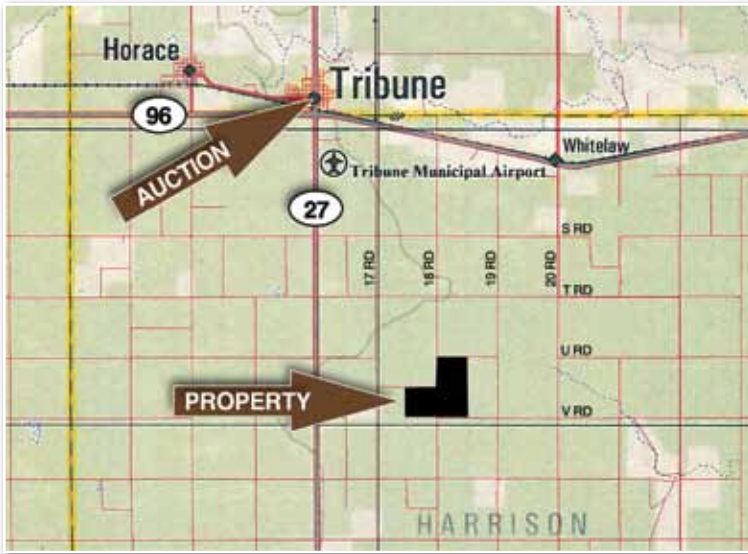 Horace
Tribune
96
Whitelaw
AUCTION
Tribune Municipal Airport
27
S RD
17 RD
18 RD
19 RD
20 RD
T RD
U RD
PROPERTY
V RD
HARRISON